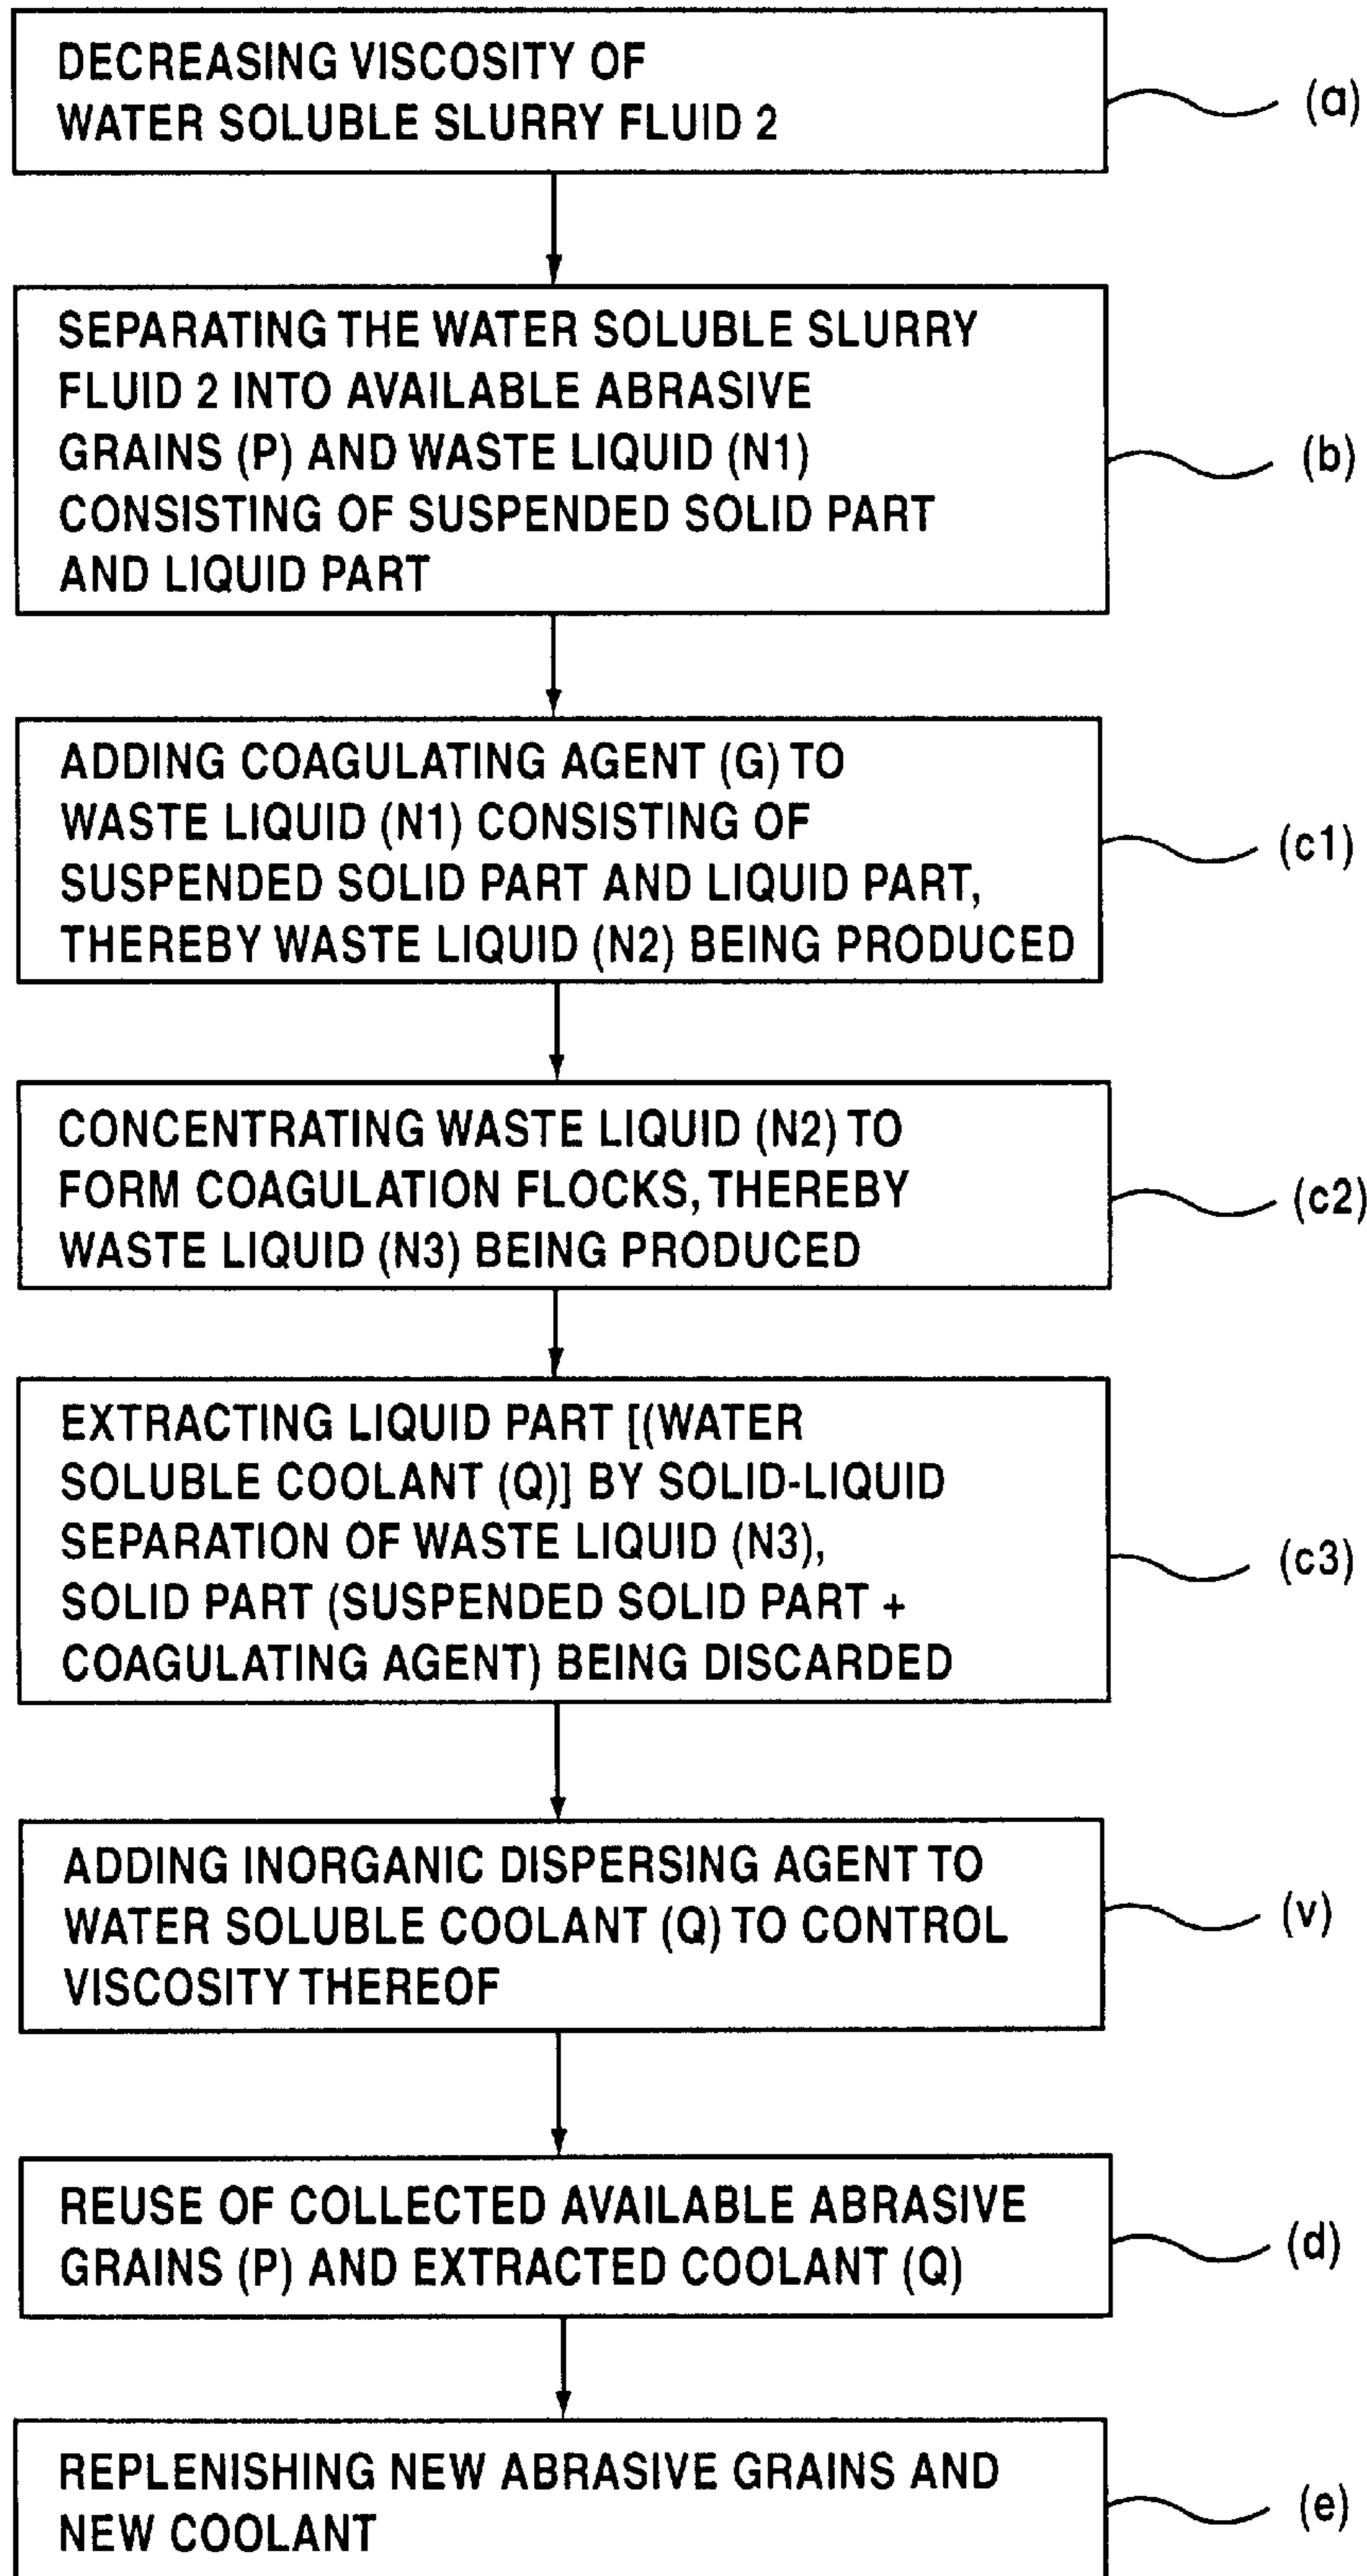 DECREASING VISCOSITY OF
WATER SOLUBLE SLURRY FLUID 2
(a)
SEPARATING THE WATER SOLUBLE SLURRY
FLUID 2 INTO AVAILABLE ABRASIVE
GRAINS (P) AND WASTE LIQUID (N1)
CONSISTING OF SUSPENDED SOLID PART
AND LIQUID PART
(b)
ADDING COAGULATING AGENT (G) TO
WASTE LIQUID (N1) CONSISTING OF
SUSPENDED SOLID PART AND LIQUID PART,
THEREBY WASTE LIQUID (N2) BEING PRODUCED
(c1)
CONCENTRATING WASTE LIQUID (N2) TO
FORM COAGULATION FLOCKS, THEREBY
WASTE LIQUID (N3) BEING PRODUCED
(c2)
EXTRACTING LIQUID PART [(WATER
SOLUBLE COOLANT (Q)] BY SOLID-LIQUID
SEPARATION OF WASTE LIQUID (N3),
SOLID PART (SUSPENDED SOLID PART +
COAGULATING AGENT) BEING DISCARDED
(c3)
ADDING INORGANIC DISPERSING AGENT TO
WATER SOLUBLE COOLANT (Q) TO CONTROL
VISCOSITY THEREOF
(v)
REUSE OF COLLECTED AVAILABLE ABRASIVE
GRAINS (P) AND EXTRACTED COOLANT (Q)
(d)
REPLENISHING NEW ABRASIVE GRAINS AND
NEW COOLANT
(e)